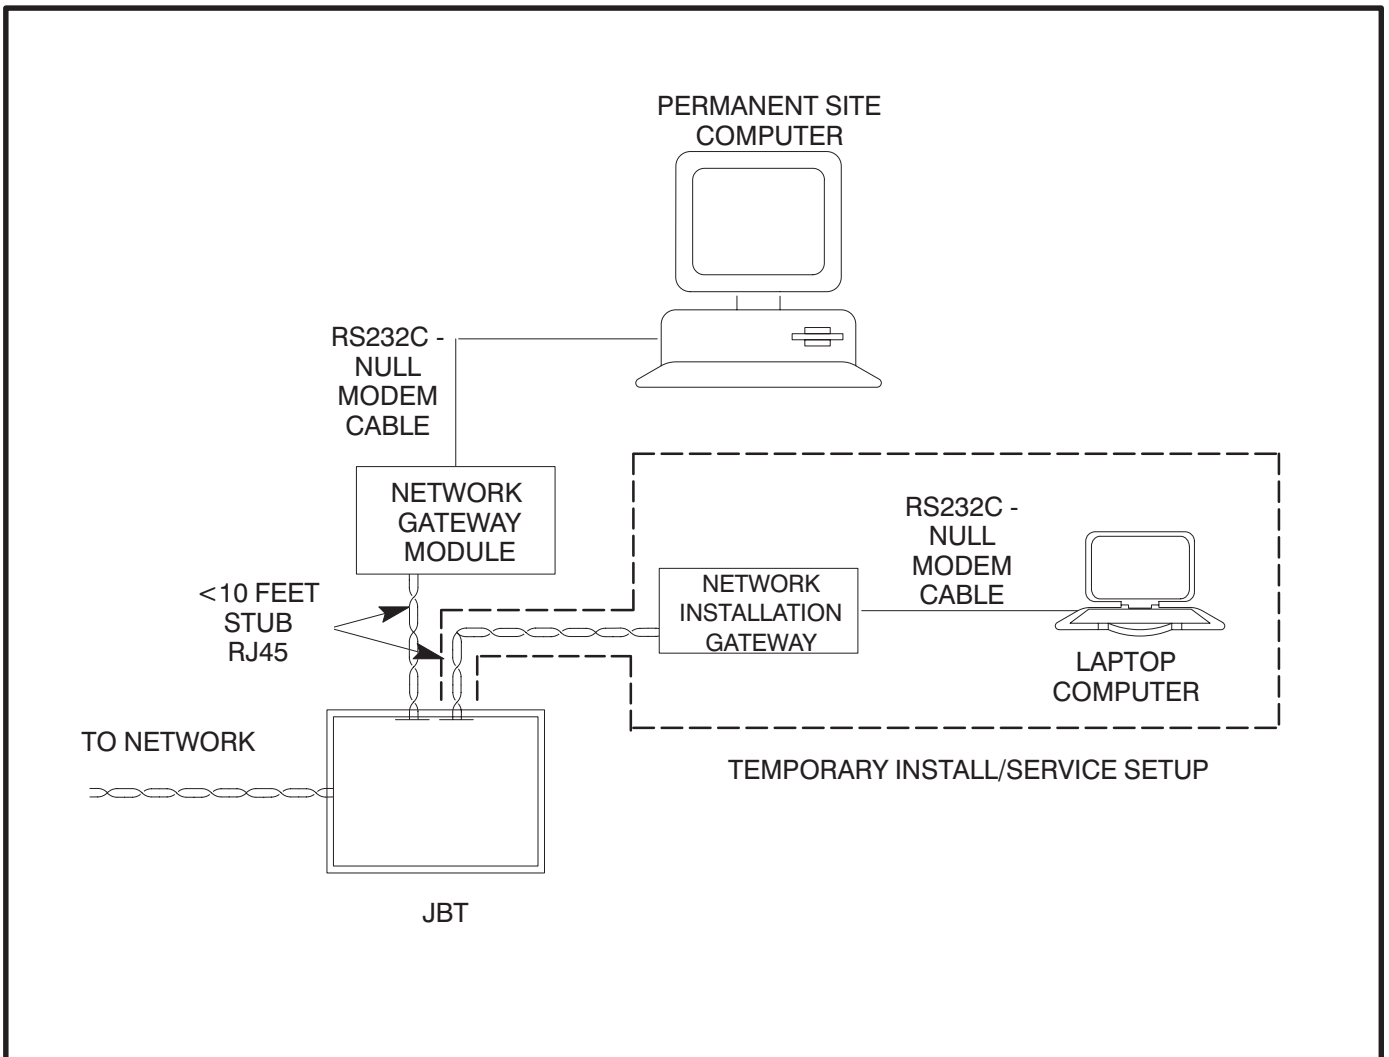 PERMANENT SITE
COMPUTER
RS232C -
NULL
MODEM
CABLE
NETWORK
GATEWAY
MODULE
RS232C -
NULL
MODEM
CABLE
NETWORK
INSTALLATION
GATEWAY
<10 FEET
STUB
RJ45
LAPTOP
COMPUTER
TO NETWORK
TEMPORARY INSTALL/SERVICE SETUP
JBT